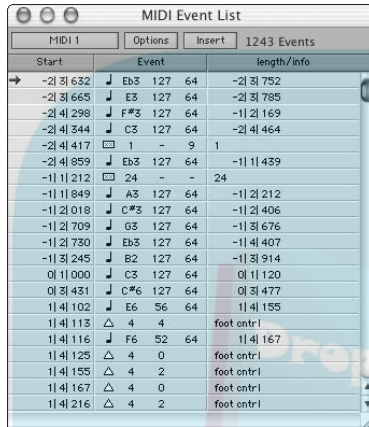 MIDI Event List
MIDI 1 Options Insert 1243 Events
Start Event length/info
-2| 3| 632 Eb3 127 64 -2| 3| 752
-2| 3| 665 E3 127 64 -2| 3| 785
-2| 4| 298 F#3 127 64 -1| 2| 169
-2| 4| 344 C3 127 64 -2| 4| 464
-2| 4| 417 1 - 9 1
-2| 4| 859 Eb3 127 64 -1| 1| 439
-1| 1| 212 24 - - 24
-1| 1| 849 A3 127 64 -1| 2| 212
-1| 2| 018 C#3 127 64 -1| 2| 406
-1| 2| 709 G3 127 64 -1| 3| 676
-1| 2| 730 Eb3 127 64 -1| 4| 407
-1| 3| 245 B2 127 64 -1| 3| 914
0| 1| 000 C3 127 64 0| 1| 120
0| 3| 431 C#6 127 64 0| 3| 477
1| 4| 102 E6 56 64 1| 4| 155
1| 4| 113 4 4 foot cntrl
1| 4| 116 F6 52 64 1| 4| 167
1| 4| 125 4 0 foot cntrl
1| 4| 155 4 2 foot cntrl
1| 4| 167 4 0 foot cntrl
1| 4| 216 4 2 foot cntrl
Drop